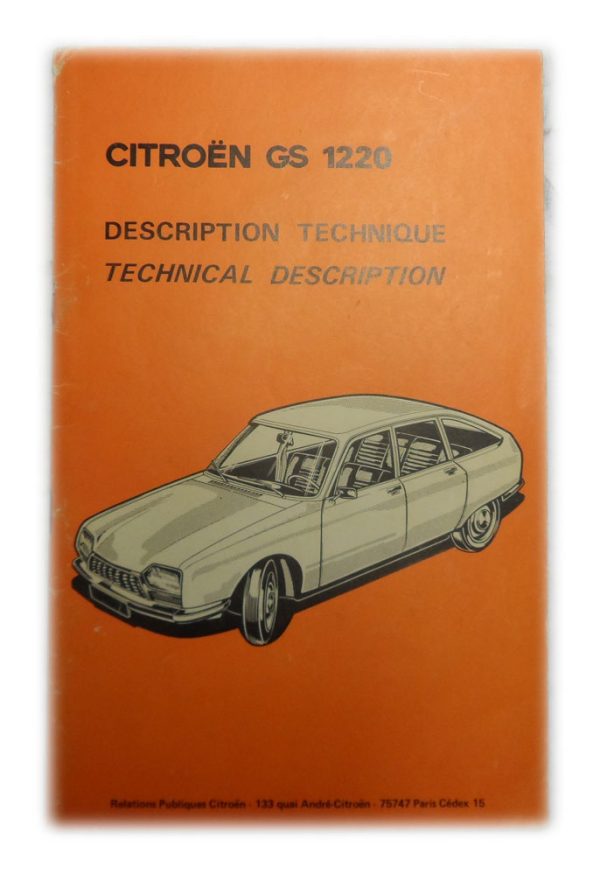 CITROËN GS 1220
DESCRIPTION TECHNIQUE
TECHNICAL DESCRIPTION
Relations Publiques Citroën - 133 quai André-Citroën - 75747 Paris Cédex 15